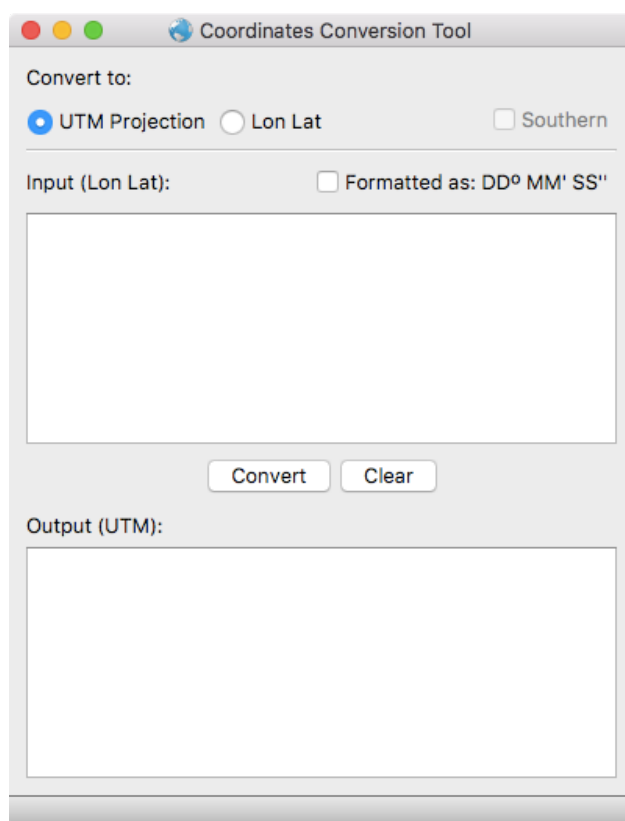 Coordinates Conversion Tool
Convert to:
UTM Projection Lon Lat Southern
Input (Lon Lat): Formatted as: DDº MM' SS''
Convert Clear
Output (UTM):